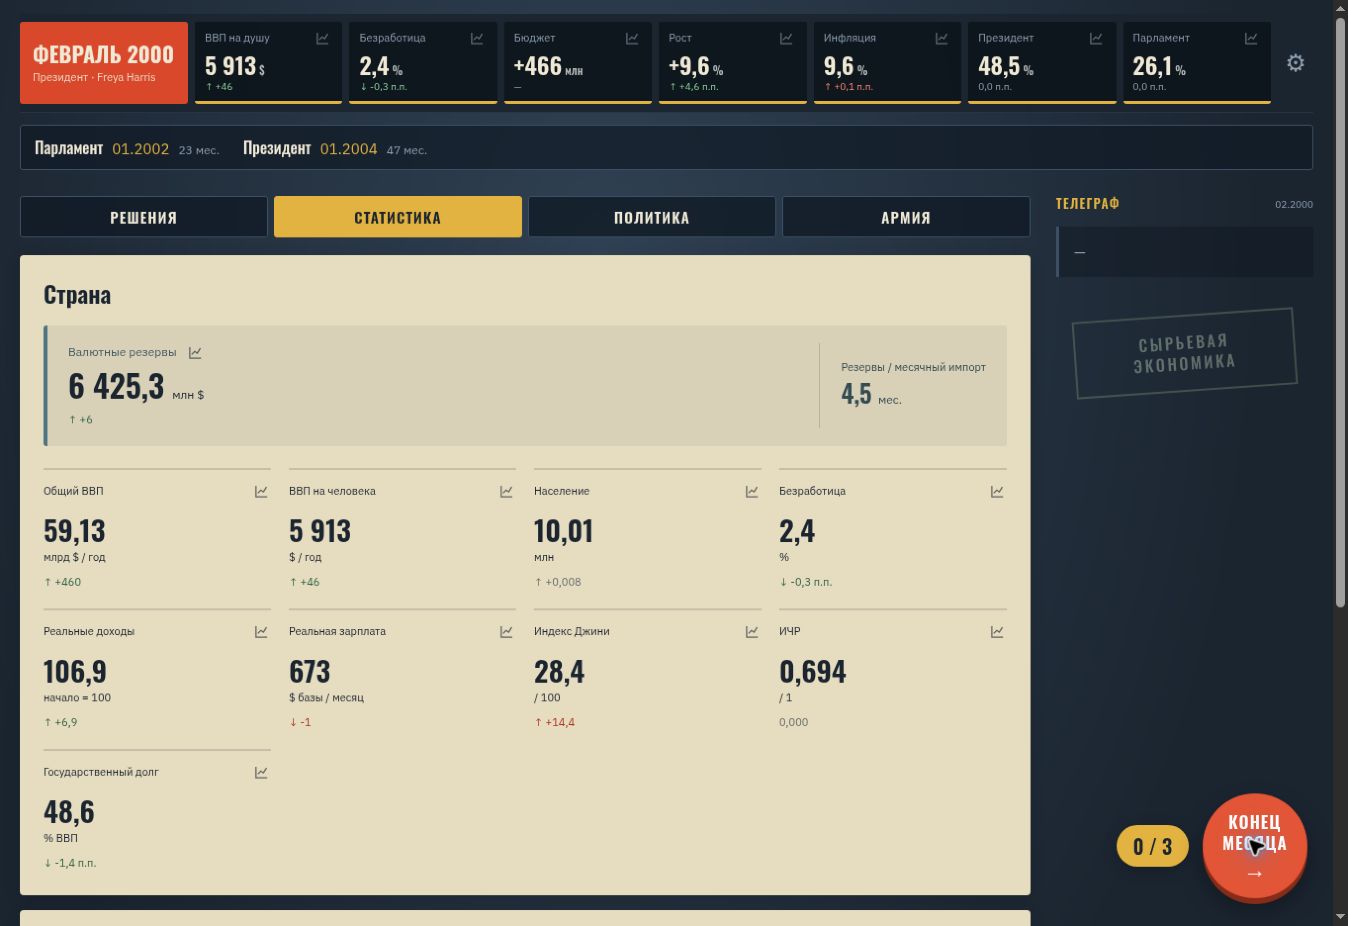 ФЕВРАЛЬ 2000
Президент · Freya Harris
ВВП на душу
5 913 $
↑ +46
Безработица
2,4 %
↓ -0,3 п.п.
Бюджет
+466 млн
—
Рост
+9,6 %
↑ +4,6 п.п.
Инфляция
9,6 %
↑ +0,1 п.п.
Президент
48,5 %
0,0 п.п.
Парламент
26,1 %
0,0 п.п.
Парламент 01.2002 23 мес. Президент 01.2004 47 мес.
РЕШЕНИЯ
СТАТИСТИКА
ПОЛИТИКА
АРМИЯ
Страна
Валютные резервы
6 425,3 млн $
↑ +6
Резервы / месячный импорт
4,5 мес.
Общий ВВП
59,13
млрд $ / год
↑ +460
ВВП на человека
5 913
$ / год
↑ +46
Население
10,01
млн
↑ +0,008
Безработица
2,4
%
↓ -0,3 п.п.
Реальные доходы
106,9
начало = 100
↑ +6,9
Реальная зарплата
673
$ базы / месяц
↓ -1
Индекс Джини
28,4
/ 100
↑ +14,4
ИЧР
0,694
/ 1
0,000
Государственный долг
48,6
% ВВП
↓ -1,4 п.п.
ТЕЛЕГРАФ 02.2000
—
СЫРЬЕВАЯ
ЭКОНОМИКА
0 / 3
КОНЕЦ
МЕСЯЦА
→